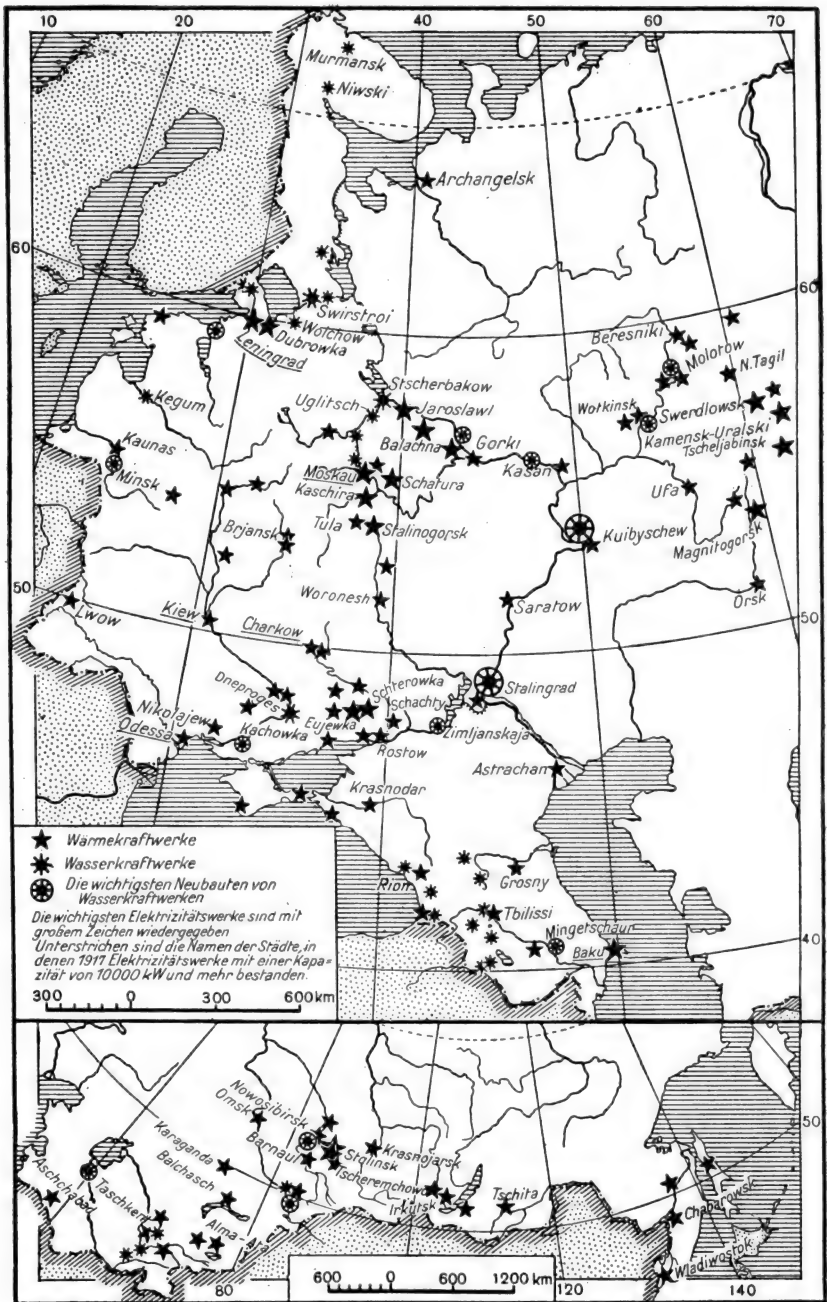 10
20
40
50
60
70
Murmansk
Niwski
Archangelsk
60
60
Swirstroi
Wolchow
Dubrowka
Leningrad
Beresniki
Molotow
N.Tagil
Stscherbakow
Kegum
Uglitsch
Jaroslawl
Wotkinsk
Swerdlowsk
Kamensk-Uralski
Tscheljabinsk
Kaunas
Balachna
Gorki
Minsk
Moskau
Kasan
Kaschira
Schatura
Ufa
Tula
Stalinogorsk
Kuibyschew
Brjansk
Magnitogorsk
50
Woronesh
Saratow
Orsk
50
Lwow
Kiew
Charkow
Dneproges
Schterowka
Stalingrad
Schachty
Nikolajew
Eujewka
Odessa
Kachowka
Zimljanskaja
Rostow
Astrachan
Krasnodar
Wärmekraftwerke
Wasserkraftwerke
Die wichtigsten Neubauten von
Wasserkraftwerken
Rion
Grosny
Tbilissi
Mingetschaur
Baku
40
Die wichtigsten Elektrizitätswerke sind mit
großem Zeichen wiedergegeben
Unterstrichen sind die Namen der Städte, in
denen 1917 Elektrizitätswerke mit einer Kapa=
zität von 10000 kW und mehr bestanden.
300 0 300 600 km
Nowosibirsk
Omsk
50
Karaganda
Barnaul
Stalinsk
Krasnojarsk
Balchasch
Tscheremchowo
Aschchabad
Taschkent
Irkutsk
Tschita
Chabarowsk
Alma-Ata
Wladiwostok
600 0 600 1200 km
80
120
140